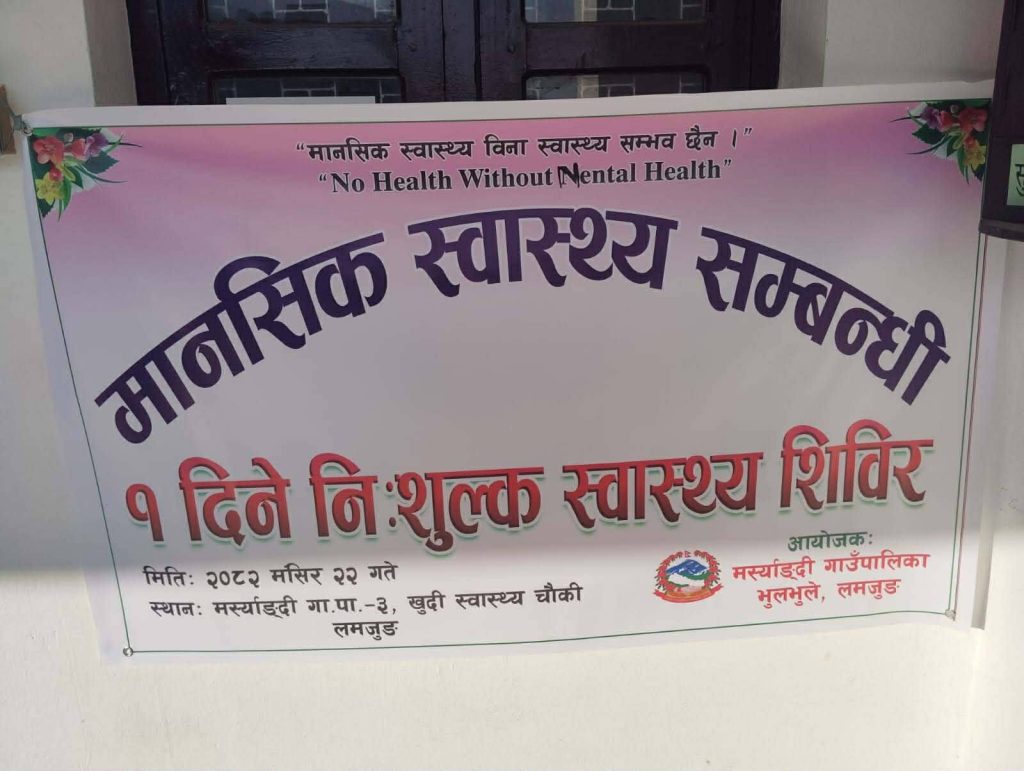 “मानसिक स्वास्थ्य विना स्वास्थ्य सम्भव छैन ।”
“No Health Without Mental Health”
मानसिक स्वास्थ्य सम्बन्धी
१ दिने निःशुल्क स्वास्थ्य शिविर
मितिः २०८२ मंसिर २२ गते
स्थानः मर्स्याङ्दी गा.पा.-३, खुदी स्वास्थ्य चौकी
लमजुङ
आयोजकः
मर्स्याङ्दी गाउँपालिका
भुलभुले, लमजुङ